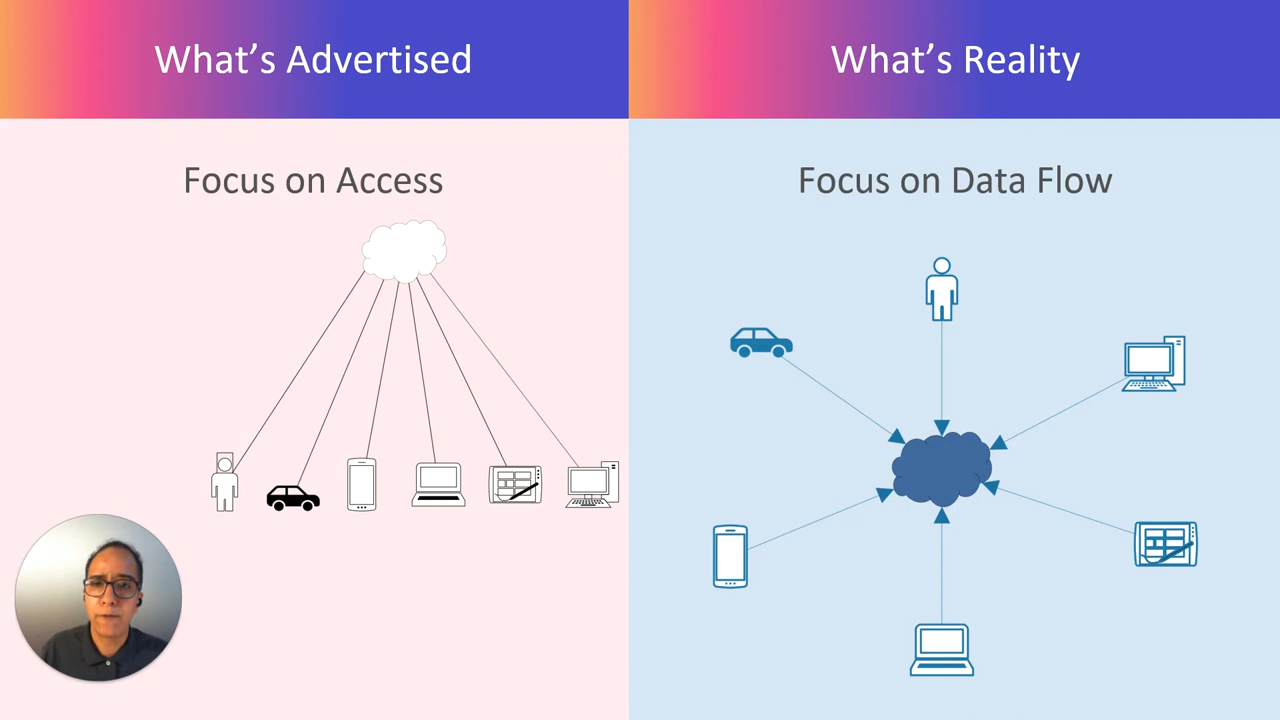 What’s Advertised
What’s Reality
Focus on Access
Focus on Data Flow